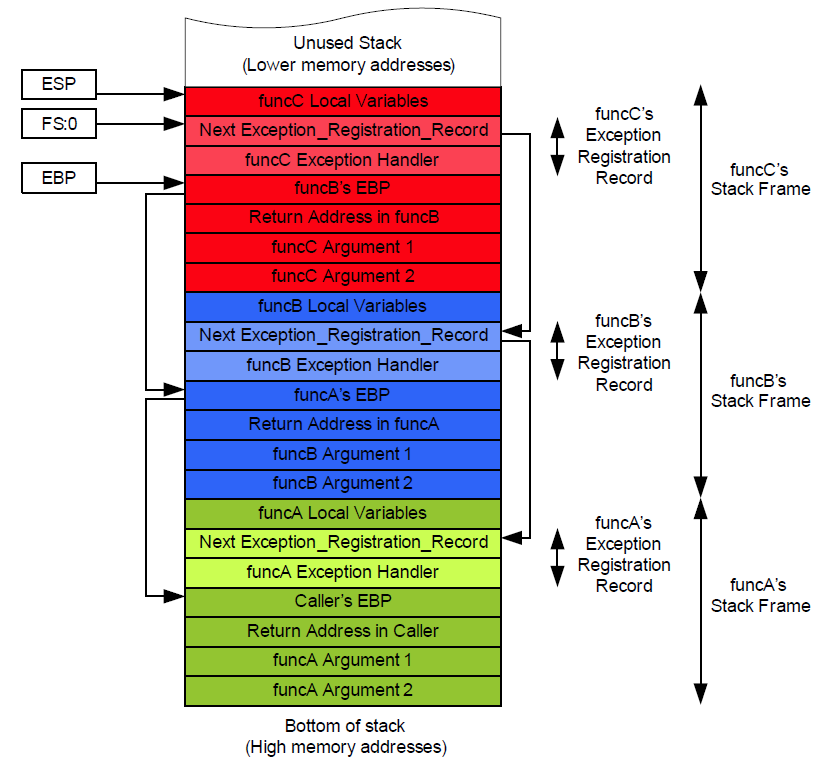 Unused Stack
(Lower memory addresses)
ESP
funcC Local Variables
FS:0
Next Exception_Registration_Record
funcC Exception Handler
EBP
funcB's EBP
Return Address in funcB
funcC Argument 1
funcC Argument 2
funcC's
Exception
Registration
Record
funcC's
Stack Frame
funcB Local Variables
Next Exception_Registration_Record
funcB Exception Handler
funcA's EBP
Return Address in funcA
funcB Argument 1
funcB Argument 2
funcB's
Exception
Registration
Record
funcB's
Stack Frame
funcA Local Variables
Next Exception_Registration_Record
funcA Exception Handler
Caller's EBP
Return Address in Caller
funcA Argument 1
funcA Argument 2
funcA's
Exception
Registration
Record
funcA's
Stack Frame
Bottom of stack
(High memory addresses)